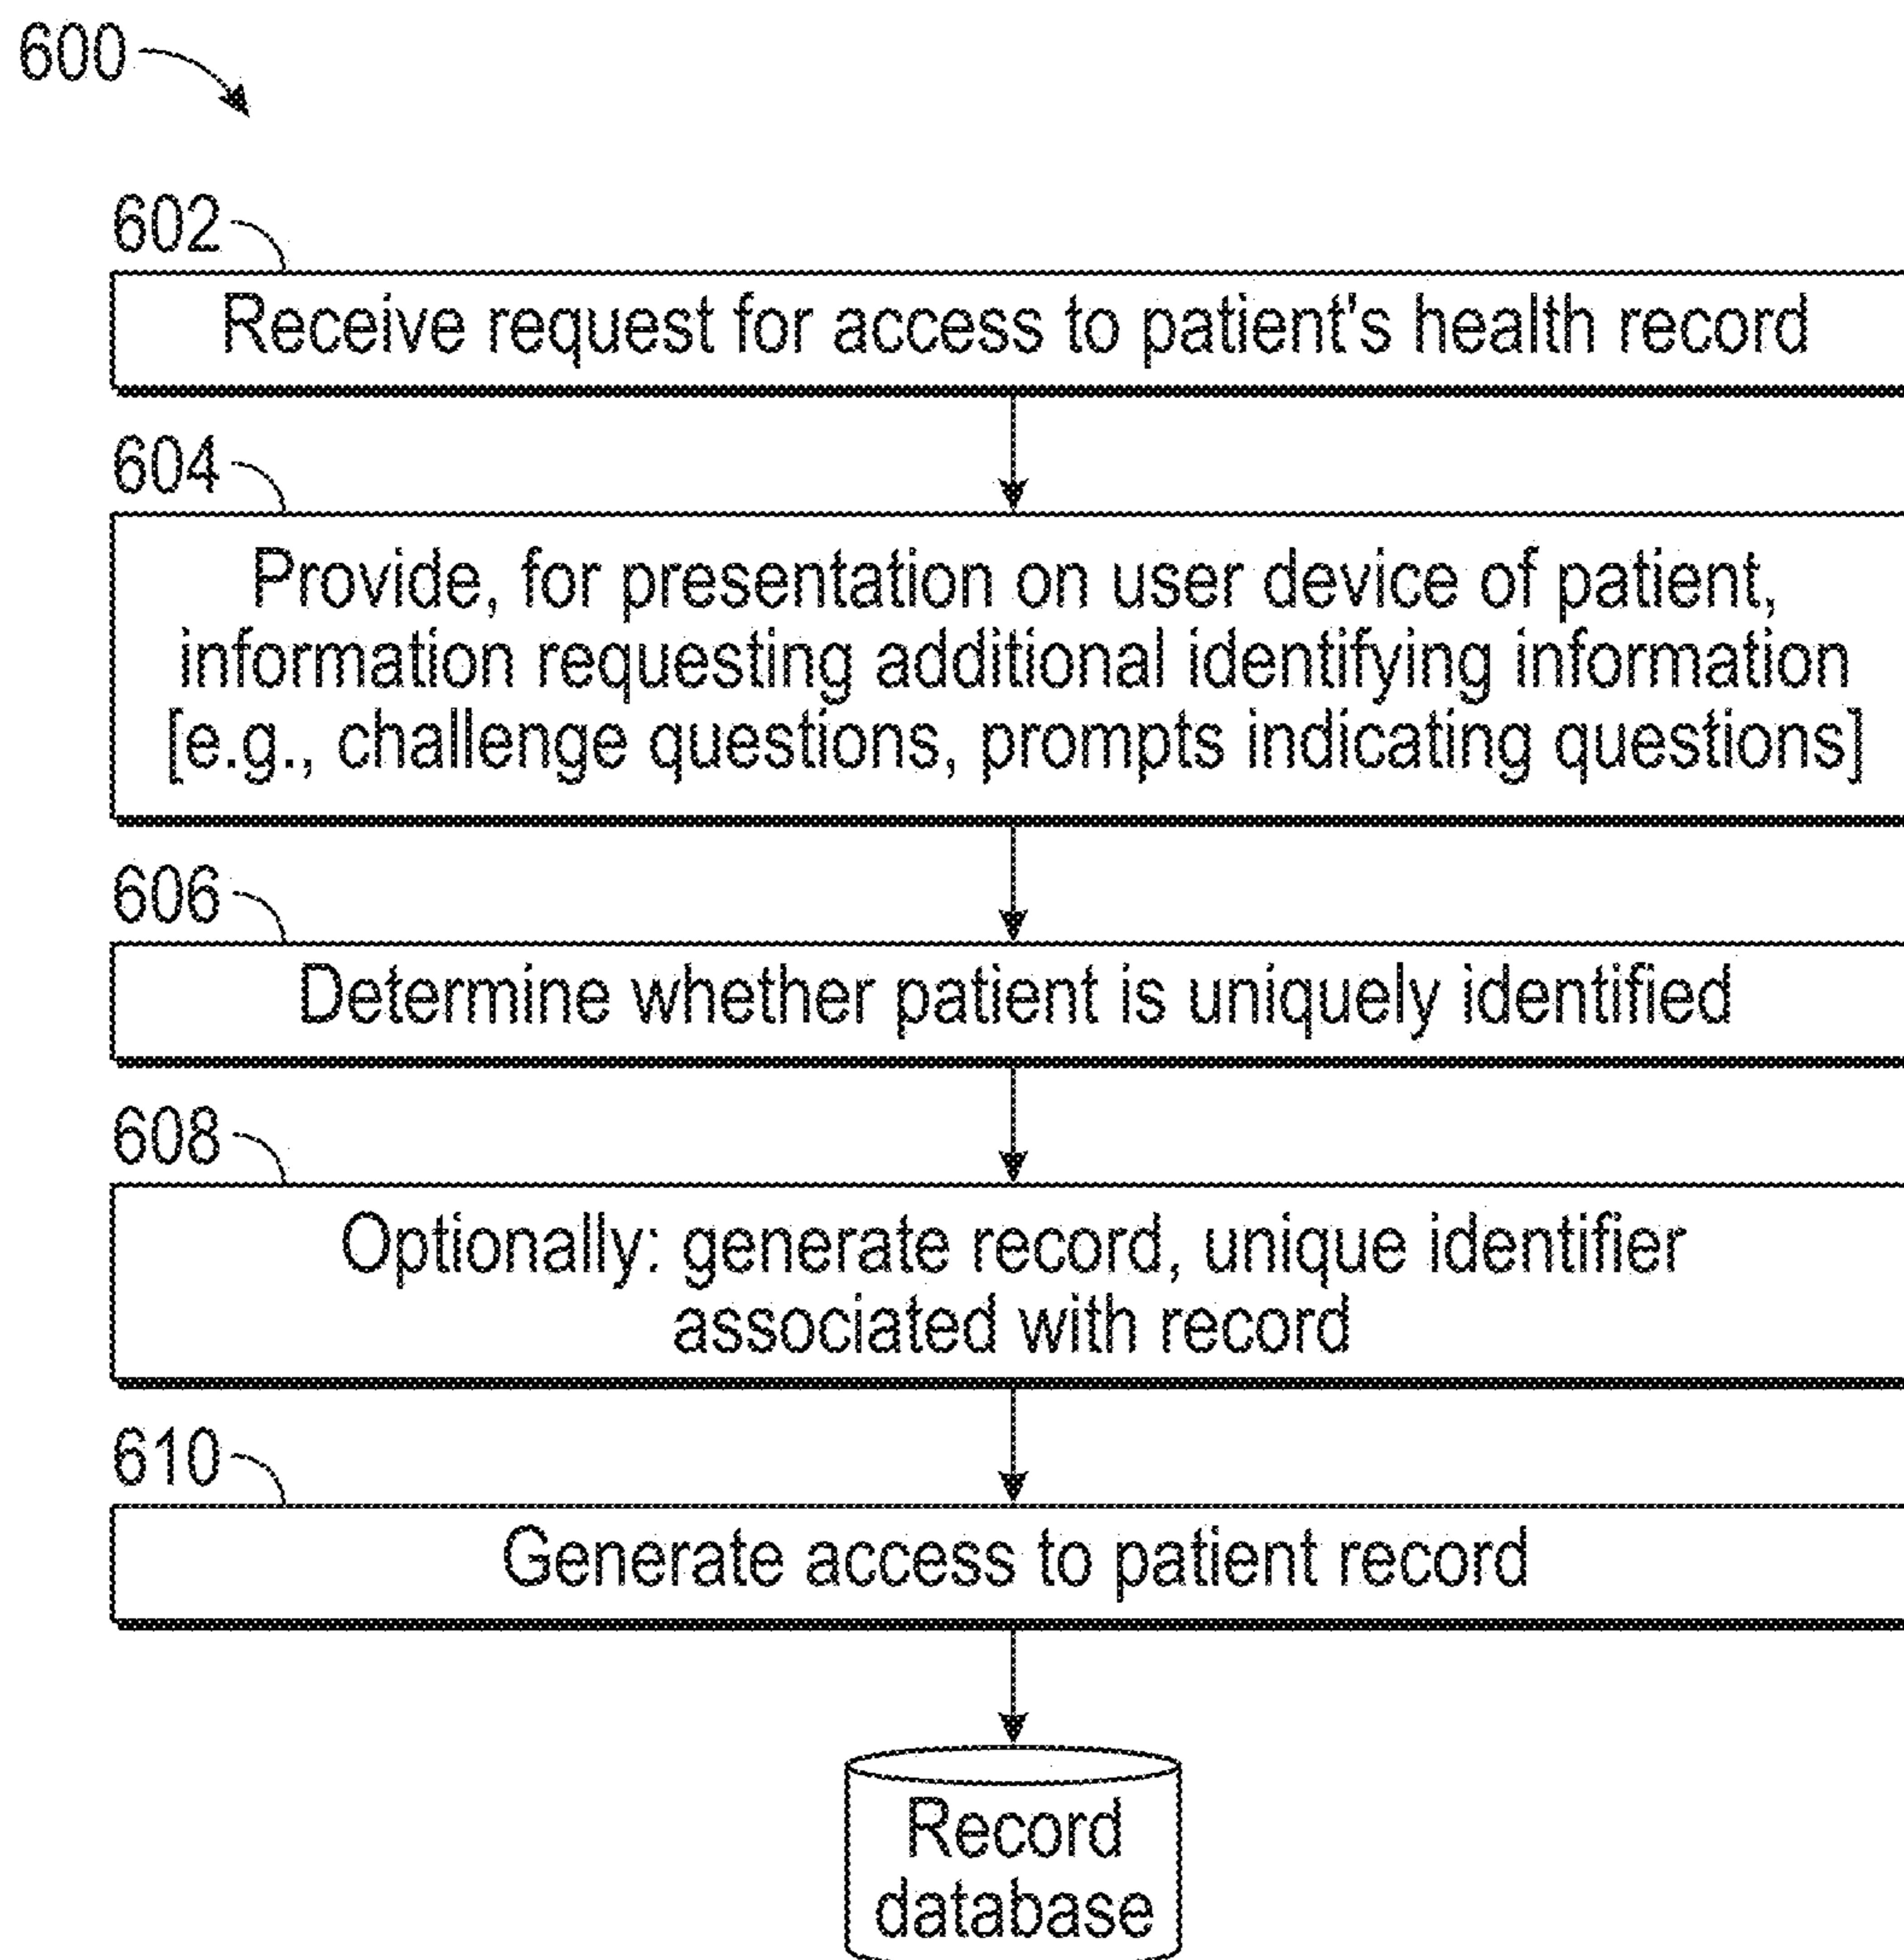 600
602
Receive request for access to patient's health record
604
Provide, for presentation on user device of patient,
information requesting additional identifying information
[e.g., challenge questions, prompts indicating questions]
606
Determine whether patient is uniquely identified
608
Optionally: generate record, unique identifier
associated with record
610
Generate access to patient record
Record
database